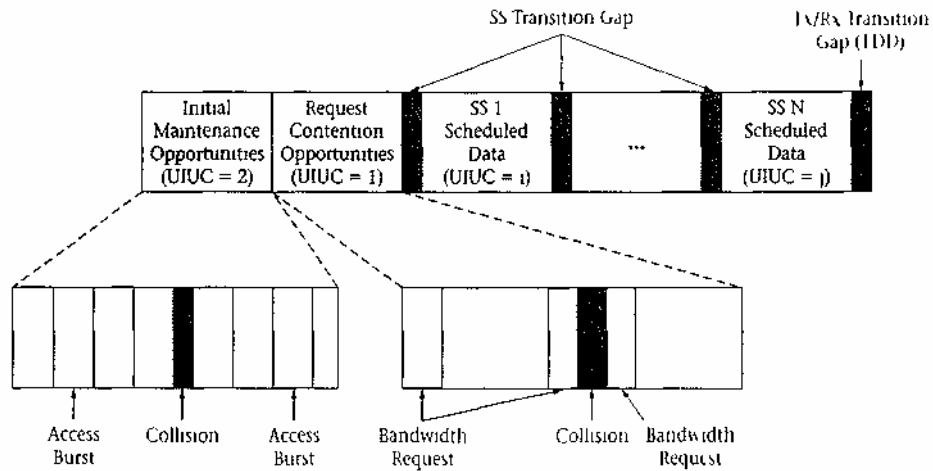 SS Transition Gap
Tx/Rx Transition
Gap (TDD)
Initial
Maintenance
Opportunities
(UIUC = 2)
Request
Contention
Opportunities
(UIUC = 1)
SS 1
Scheduled
Data
(UIUC = i)
...
SS N
Scheduled
Data
(UIUC = j)
Access
Burst
Collision
Access
Burst
Bandwidth
Request
Collision
Bandwidth
Request